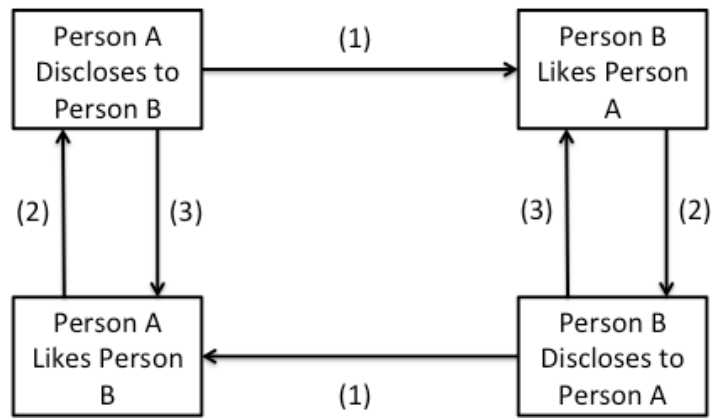 Person A
Discloses to
Person B
(1)
Person B
Likes Person
A
(2)
(3)
(3)
(2)
Person A
Likes Person
B
(1)
Person B
Discloses to
Person A